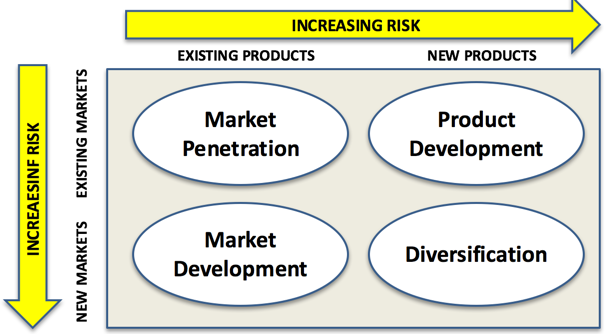 INCREASING RISK
EXISTING PRODUCTS
NEW PRODUCTS
INCREAESINF RISK
EXISTING MARKETS
Market
Penetration
Product
Development
NEW MARKETS
Market
Development
Diversification